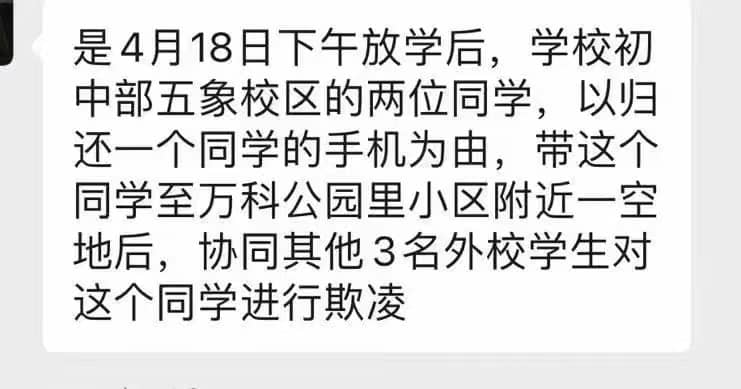 是4月18日下午放学后，学校初
中部五象校区的两位同学，以归
还一个同学的手机为由，带这个
同学至万科公园里小区附近一空
地后，协同其他3名外校学生对
这个同学进行欺凌